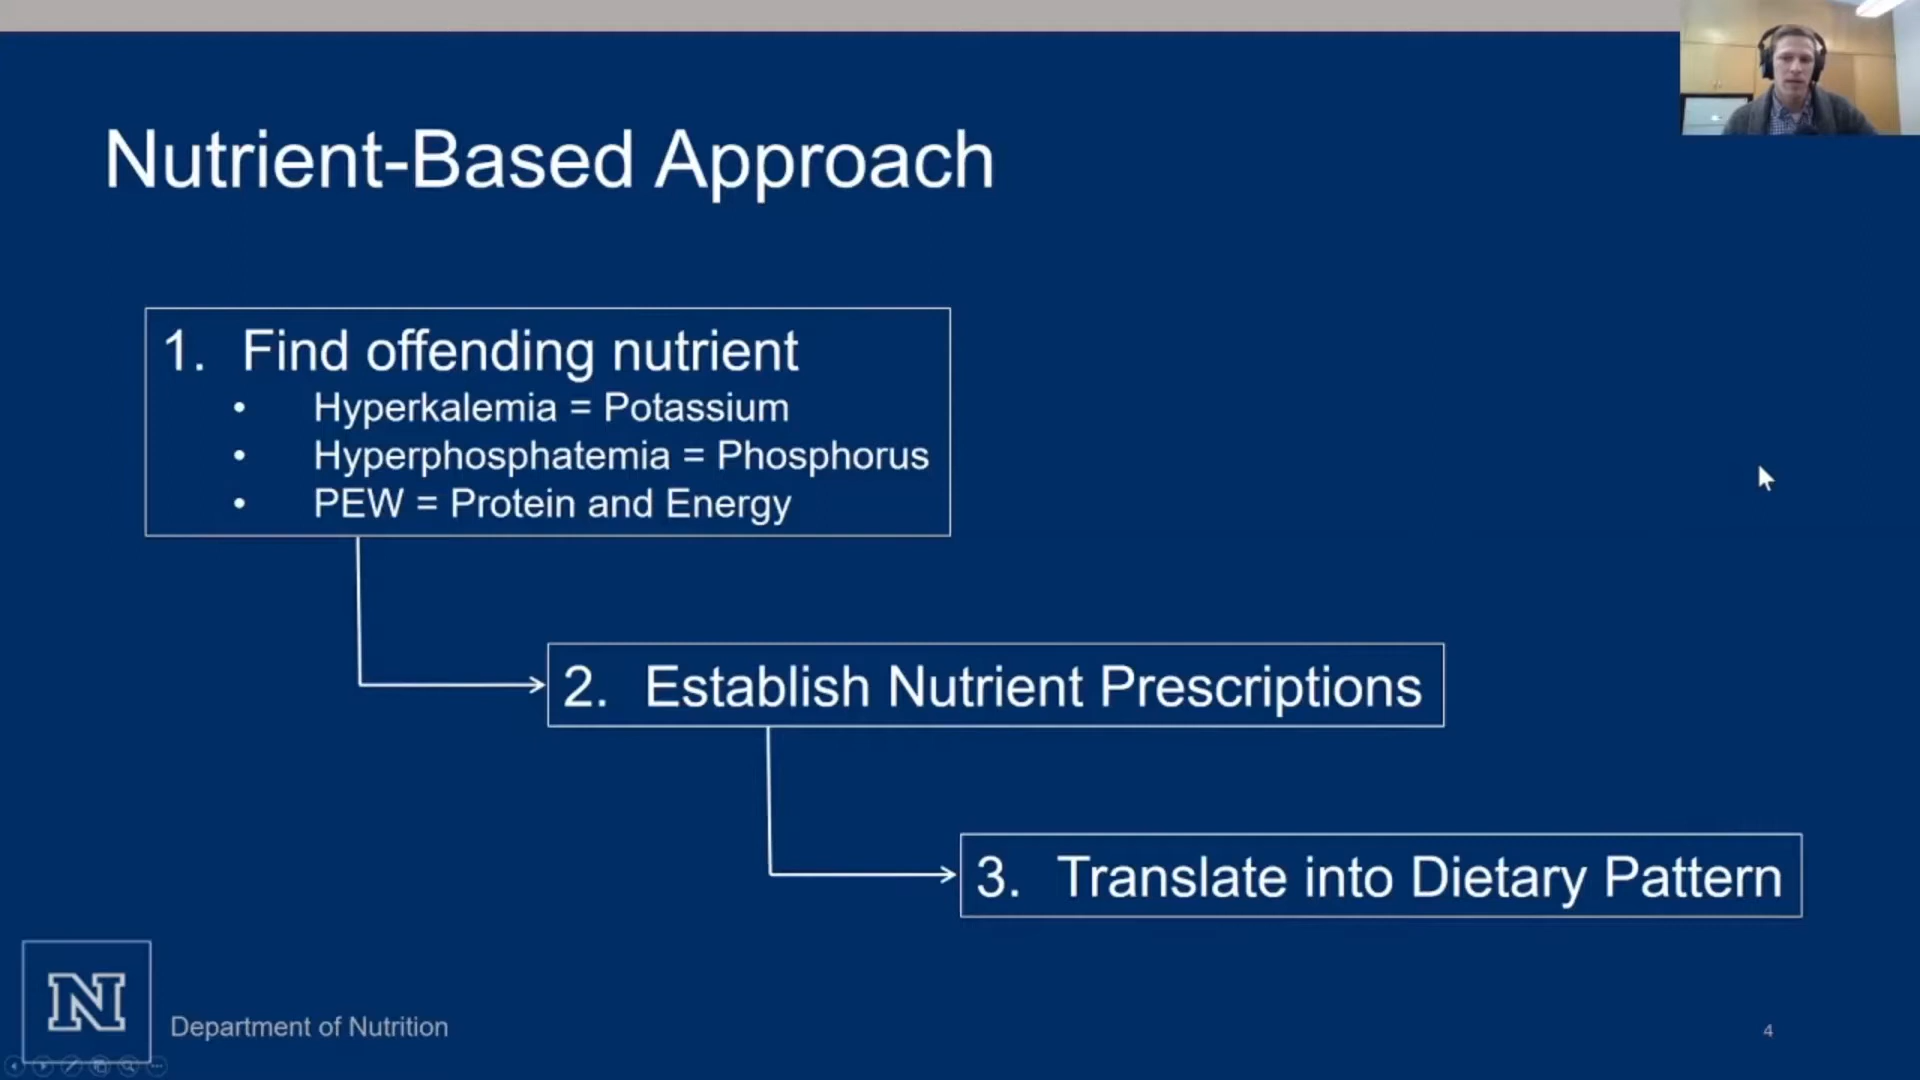 Nutrient-Based Approach
1. Find offending nutrient
• Hyperkalemia = Potassium
• Hyperphosphatemia = Phosphorus
• PEW = Protein and Energy
2. Establish Nutrient Prescriptions
3. Translate into Dietary Pattern
N
Department of Nutrition
4